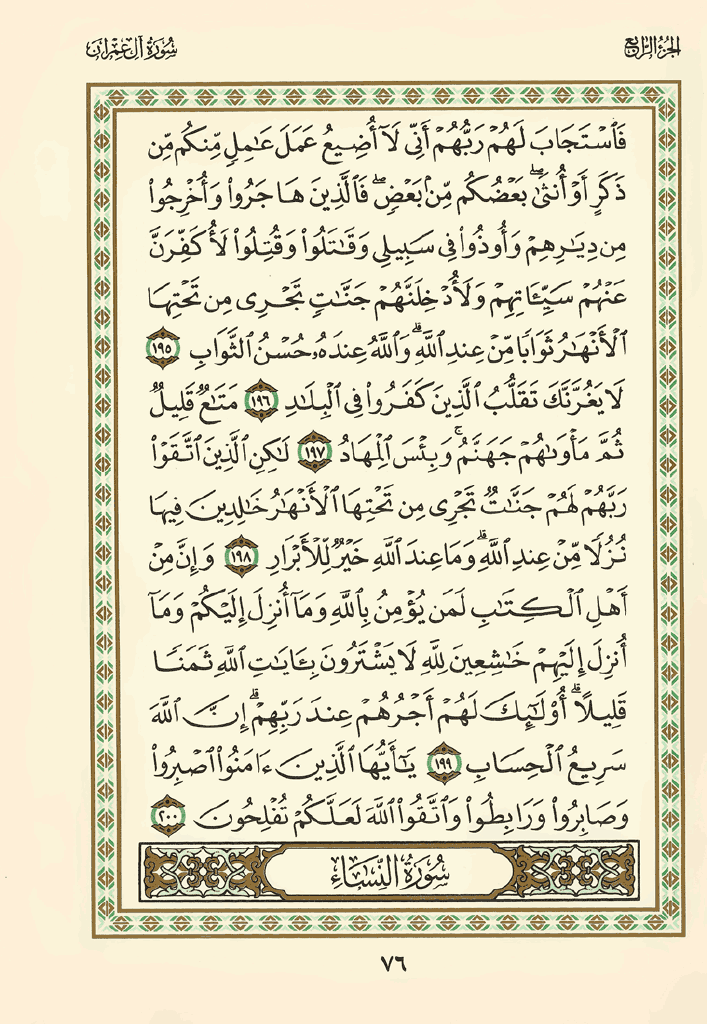 الجزء الرابع
سورة آل عمران
فَٱسۡتَجَابَ لَهُمۡ رَبُّهُمۡ أَنِّي لَآ أُضِيعُ عَمَلَ عَٰمِلٖ مِّنكُم مِّن
ذَكَرٍ أَوۡ أُنثَىٰۖ بَعۡضُكُم مِّنۢ بَعۡضٖۖ فَٱلَّذِينَ هَاجَرُواْ وَأُخۡرِجُواْ
مِن دِيَٰرِهِمۡ وَأُوذُواْ فِي سَبِيلِي وَقَٰتَلُواْ وَقُتِلُواْ لَأُكَفِّرَنَّ
عَنۡهُمۡ سَيِّـَٔاتِهِمۡ وَلَأُدۡخِلَنَّهُمۡ جَنَّٰتٖ تَجۡرِي مِن تَحۡتِهَا
ٱلۡأَنۡهَٰرُ ثَوَابٗا مِّنۡ عِندِ ٱللَّهِۚ وَٱللَّهُ عِندَهُۥ حُسۡنُ ٱلثَّوَابِ ١٩٥
لَا يَغُرَّنَّكَ تَقَلُّبُ ٱلَّذِينَ كَفَرُواْ فِي ٱلۡبِلَٰدِ ١٩٦ مَتَٰعٞ قَلِيلٞ
ثُمَّ مَأۡوَىٰهُمۡ جَهَنَّمُۖ وَبِئۡسَ ٱلۡمِهَادُ ١٩٧ لَٰكِنِ ٱلَّذِينَ ٱتَّقَوۡاْ
رَبَّهُمۡ لَهُمۡ جَنَّٰتٞ تَجۡرِي مِن تَحۡتِهَا ٱلۡأَنۡهَٰرُ خَٰلِدِينَ فِيهَا
نُزُلٗا مِّنۡ عِندِ ٱللَّهِۗ وَمَا عِندَ ٱللَّهِ خَيۡرٞ لِّلۡأَبۡرَارِ ١٩٨ وَإِنَّ مِنۡ
أَهۡلِ ٱلۡكِتَٰبِ لَمَن يُؤۡمِنُ بِٱللَّهِ وَمَآ أُنزِلَ إِلَيۡكُمۡ وَمَآ
أُنزِلَ إِلَيۡهِمۡ خَٰشِعِينَ لِلَّهِ لَا يَشۡتَرُونَ بِـَٔايَٰتِ ٱللَّهِ ثَمَنٗا
قَلِيلًاۚ أُوْلَٰٓئِكَ لَهُمۡ أَجۡرُهُمۡ عِندَ رَبِّهِمۡۗ إِنَّ ٱللَّهَ
سَرِيعُ ٱلۡحِسَابِ ١٩٩ يَٰٓأَيُّهَا ٱلَّذِينَ ءَامَنُواْ ٱصۡبِرُواْ
وَصَابِرُواْ وَرَابِطُواْ وَٱتَّقُواْ ٱللَّهَ لَعَلَّكُمۡ تُفۡلِحُونَ ٢٠٠
سُورَةُ النِّسَاءِ
٧٦